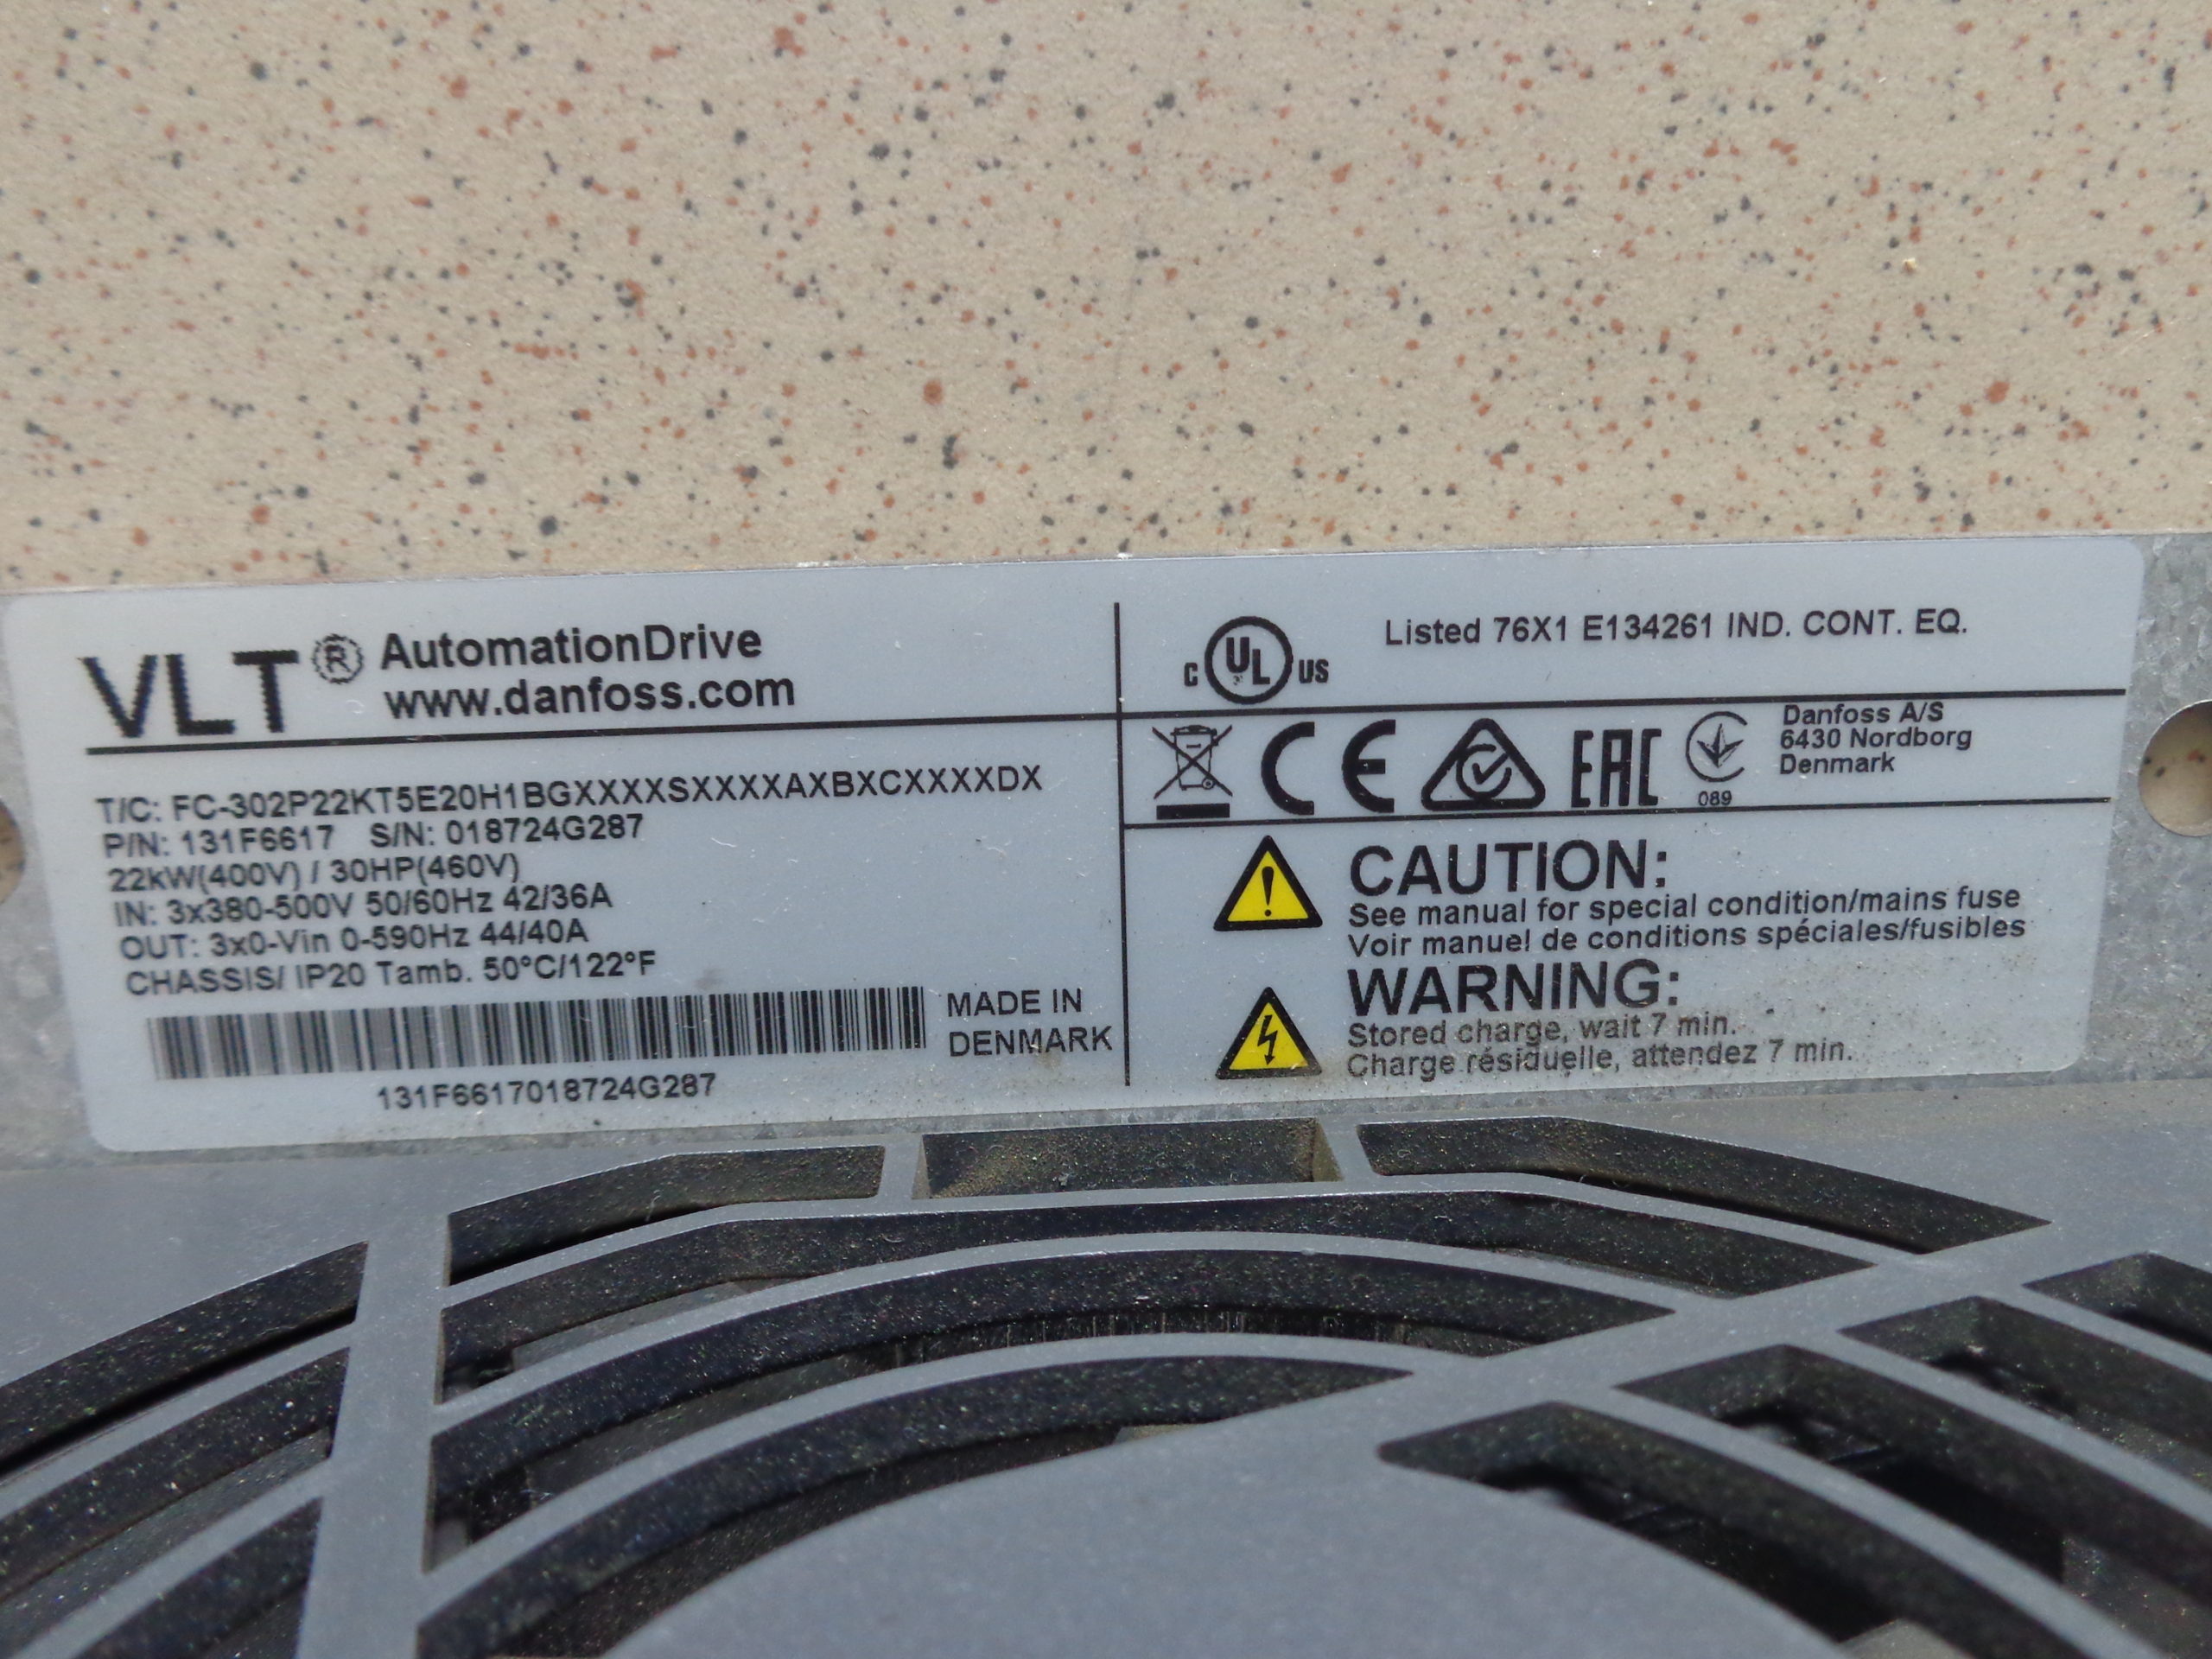 VLT® AutomationDrive
www.danfoss.com
T/C: FC-302P22KT5E20H1BGXXXXSXXXXAXBXCXXXXDX
P/N: 131F6617 S/N: 018724G287
22kW(400V) / 30HP(460V)
IN: 3x380-500V 50/60Hz 42/36A
OUT: 3x0-Vin 0-590Hz 44/40A
CHASSIS/ IP20 Tamb. 50°C/122°F
MADE IN
DENMARK
131F6617018724G287
C UL US
Listed 76X1 E134261 IND. CONT. EQ.
CE EAC
089
Danfoss A/S
6430 Nordborg
Denmark
CAUTION:
See manual for special condition/mains fuse
Voir manuel de conditions spéciales/fusibles
WARNING:
Stored charge, wait 7 min.
Charge résiduelle, attendez 7 min.